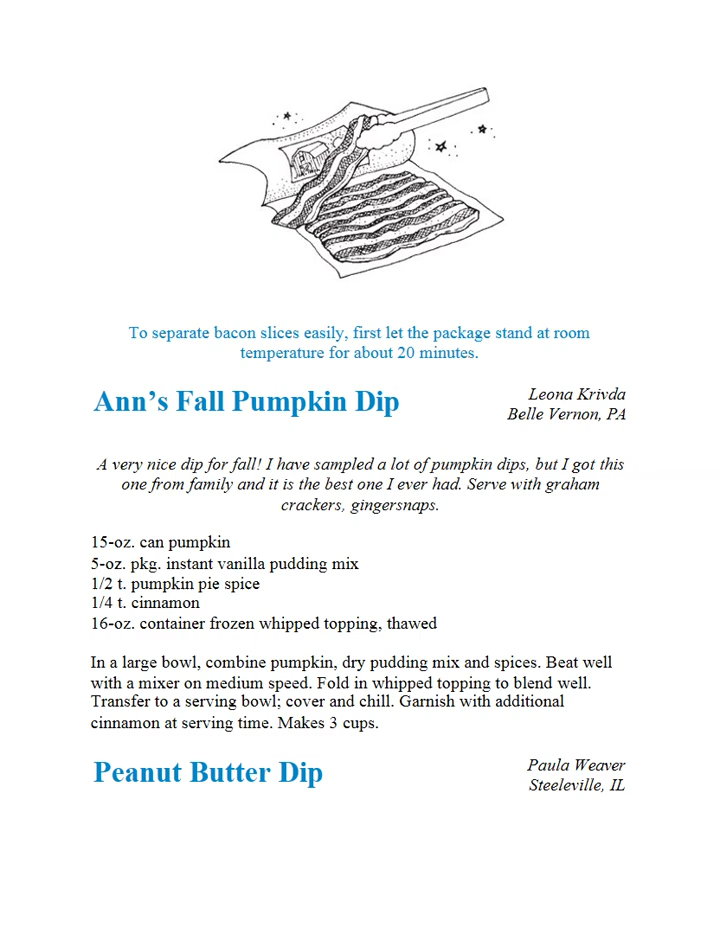 To separate bacon slices easily, first let the package stand at room
temperature for about 20 minutes.
Ann’s Fall Pumpkin Dip
Leona Krivda
Belle Vernon, PA
A very nice dip for fall! I have sampled a lot of pumpkin dips, but I got this
one from family and it is the best one I ever had. Serve with graham
crackers, gingersnaps.
15-oz. can pumpkin
5-oz. pkg. instant vanilla pudding mix
1/2 t. pumpkin pie spice
1/4 t. cinnamon
16-oz. container frozen whipped topping, thawed
In a large bowl, combine pumpkin, dry pudding mix and spices. Beat well
with a mixer on medium speed. Fold in whipped topping to blend well.
Transfer to a serving bowl; cover and chill. Garnish with additional
cinnamon at serving time. Makes 3 cups.
Peanut Butter Dip
Paula Weaver
Steeleville, IL